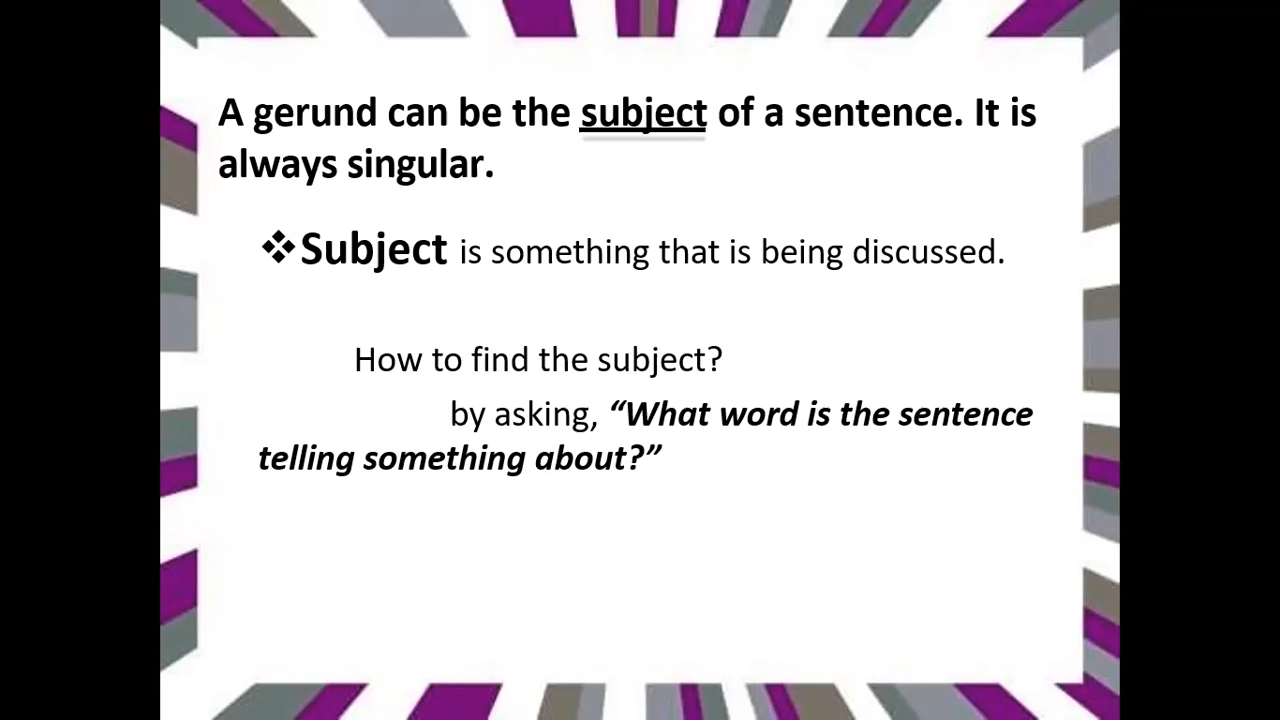 A gerund can be the subject of a sentence. It is
always singular.
❖Subject is something that is being discussed.
How to find the subject?
by asking, “What word is the sentence
telling something about?”